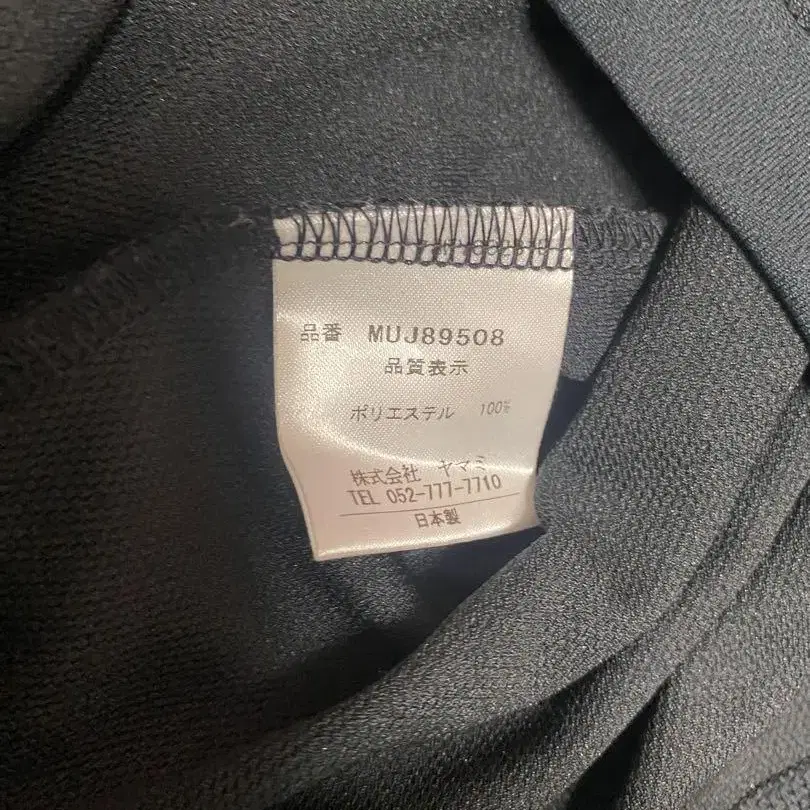 品番 MUJ89508
品質表示
ポリエステル 100%
株式会社 ヤマミ
TEL 052-777-7710
日本製